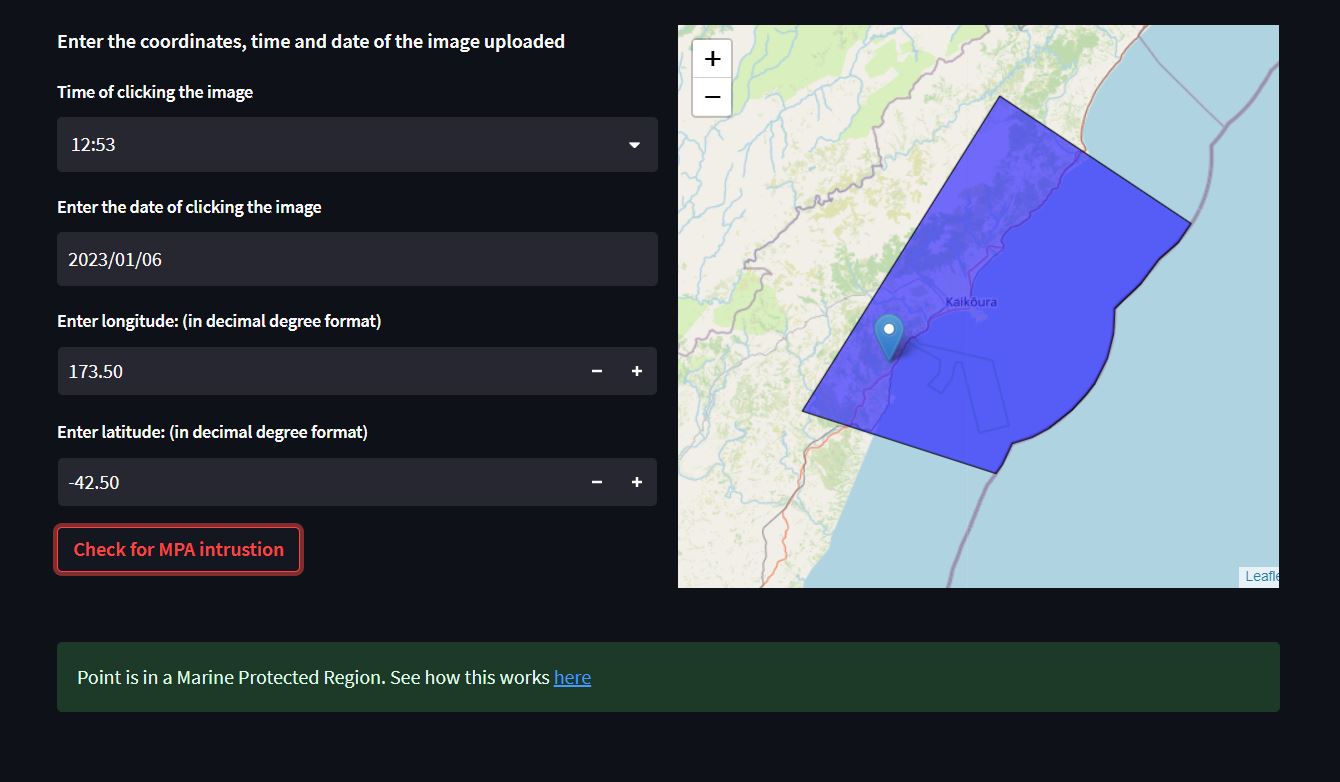 Enter the coordinates, time and date of the image uploaded
Time of clicking the image
12:53
Enter the date of clicking the image
2023/01/06
Enter longitude: (in decimal degree format)
173.50
Enter latitude: (in decimal degree format)
-42.50
Check for MPA intrustion
+
−
Kaikōura
Leafle
Point is in a Marine Protected Region. See how this works here